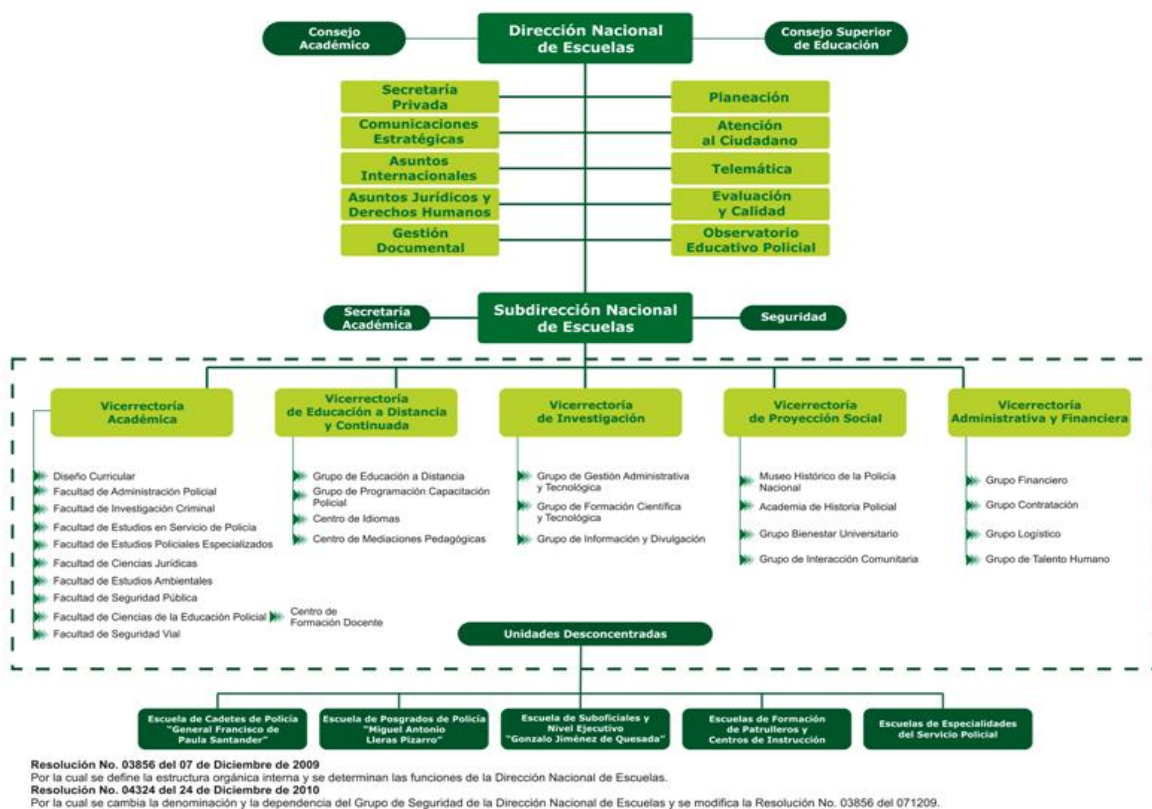 Consejo
Académico
Dirección Nacional
de Escuelas
Consejo Superior
de Educación
Secretaría
Privada
Planeación
Comunicaciones
Estratégicas
Atención
al Ciudadano
Asuntos
Internacionales
Telemática
Asuntos Jurídicos y
Derechos Humanos
Evaluación
y Calidad
Gestión
Documental
Observatorio
Educativo Policial
Secretaría
Académica
Subdirección Nacional
de Escuelas
Seguridad
Vicerrectoría
Académica
Vicerrectoría
de Educación a Distancia
y Continuada
Vicerrectoría
de Investigación
Vicerrectoría
de Proyección Social
Vicerrectoría
Administrativa y Financiera
Diseño Curricular
Facultad de Administración Policial
Facultad de Investigación Criminal
Facultad de Estudios en Servicio de Policía
Facultad de Estudios Policiales Especializados
Facultad de Ciencias Jurídicas
Facultad de Estudios Ambientales
Facultad de Seguridad Pública
Facultad de Ciencias de la Educación Policial
Centro de
Formación Docente
Facultad de Seguridad Vial
Grupo de Educación a Distancia
Grupo de Programación Capacitación
Policial
Centro de Idiomas
Centro de Mediaciones Pedagógicas
Grupo de Gestión Administrativa
y Tecnológica
Grupo de Formación Científica
y Tecnológica
Grupo de Información y Divulgación
Museo Histórico de la Policía
Nacional
Academia de Historia Policial
Grupo Bienestar Universitario
Grupo de Interacción Comunitaria
Grupo Financiero
Grupo Contratación
Grupo Logístico
Grupo de Talento Humano
Unidades Desconcentradas
Escuela de Cadetes de Policía
"General Francisco de
Paula Santander"
Escuela de Posgrados de Policía
"Miguel Antonio
Lleras Pizarro"
Escuela de Suboficiales y
Nivel Ejecutivo
"Gonzalo Jiménez de Quesada"
Escuelas de Formación
de Patrulleros y
Centros de Instrucción
Escuelas de Especialidades
del Servicio Policial
Resolución No. 03856 del 07 de Diciembre de 2009
Por la cual se define la estructura orgánica interna y se determinan las funciones de la Dirección Nacional de Escuelas.
Resolución No. 04324 del 24 de Diciembre de 2010
Por la cual se cambia la denominación y la dependencia del Grupo de Seguridad de la Dirección Nacional de Escuelas y se modifica la Resolución No. 03856 del 071209.